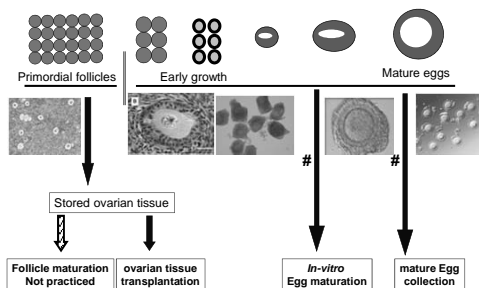 Primordial follicles
Early growth
Mature eggs
#
#
Stored ovarian tissue
Follicle maturation
Not practiced
ovarian tissue
transplantation
In-vitro
Egg maturation
mature Egg
collection